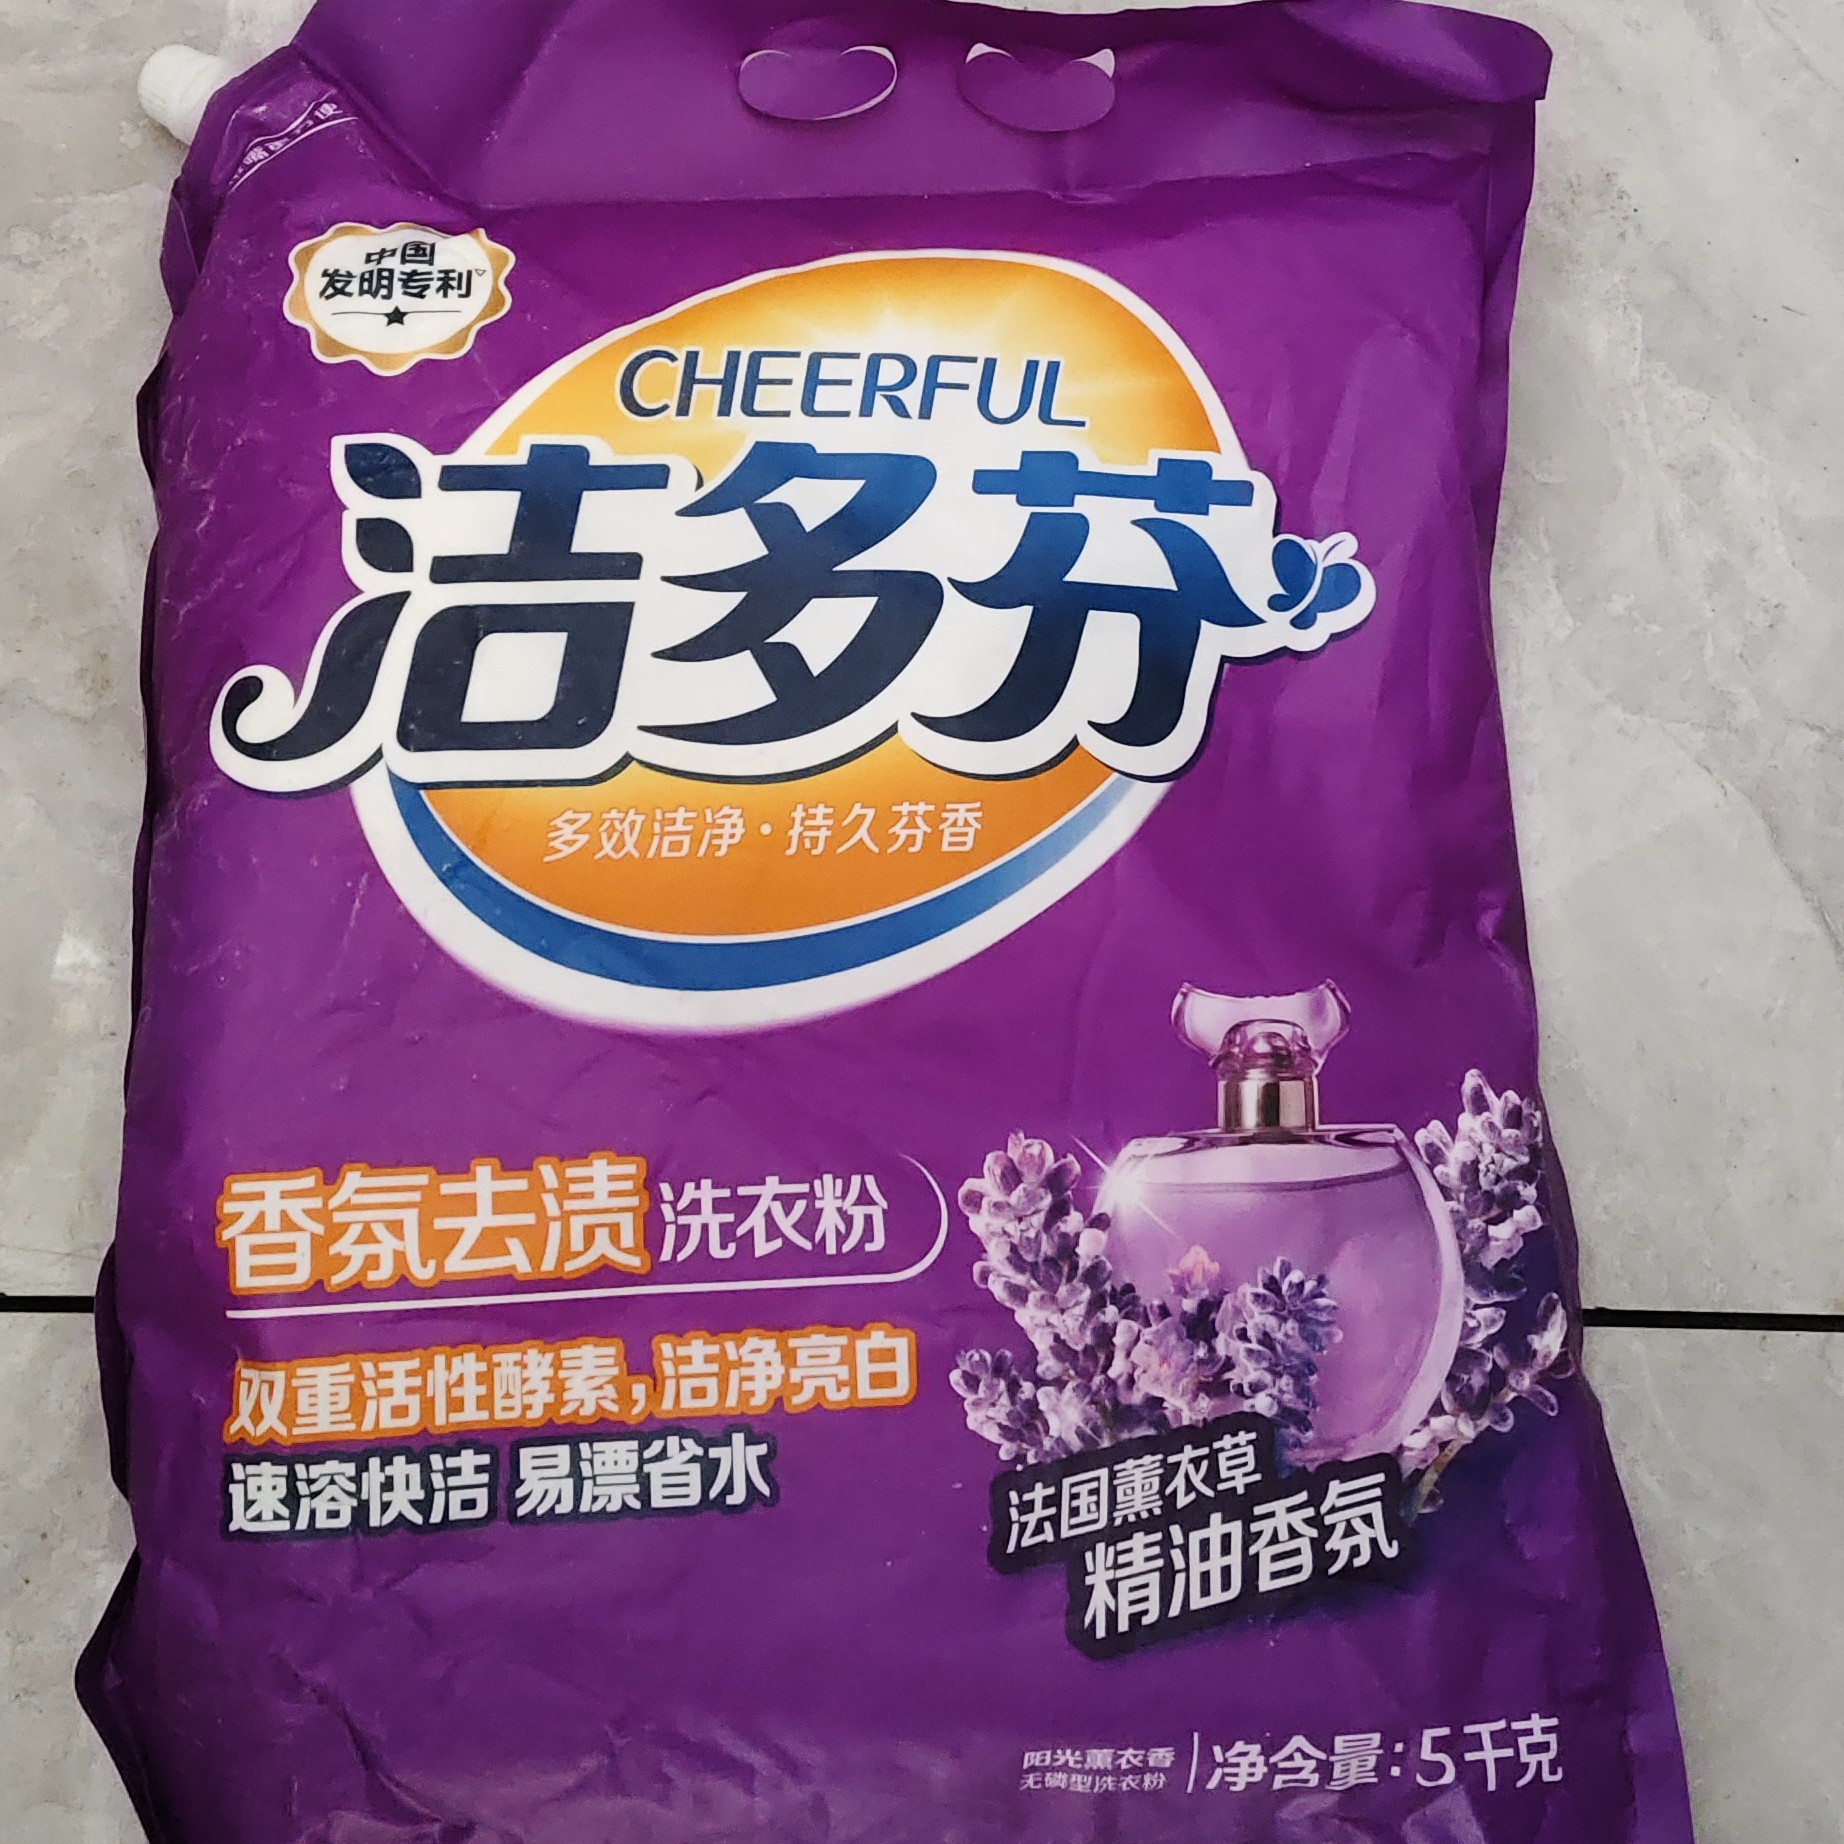 中国
发明专利
CHEERFUL
洁多芬
多效洁净·持久芬香
香氛去渍洗衣粉
双重活性酵素,洁净亮白
速溶快洁 易漂省水
法国薰衣草
精油香氛
阳光薰衣香
无磷型洗衣粉
净含量:5千克